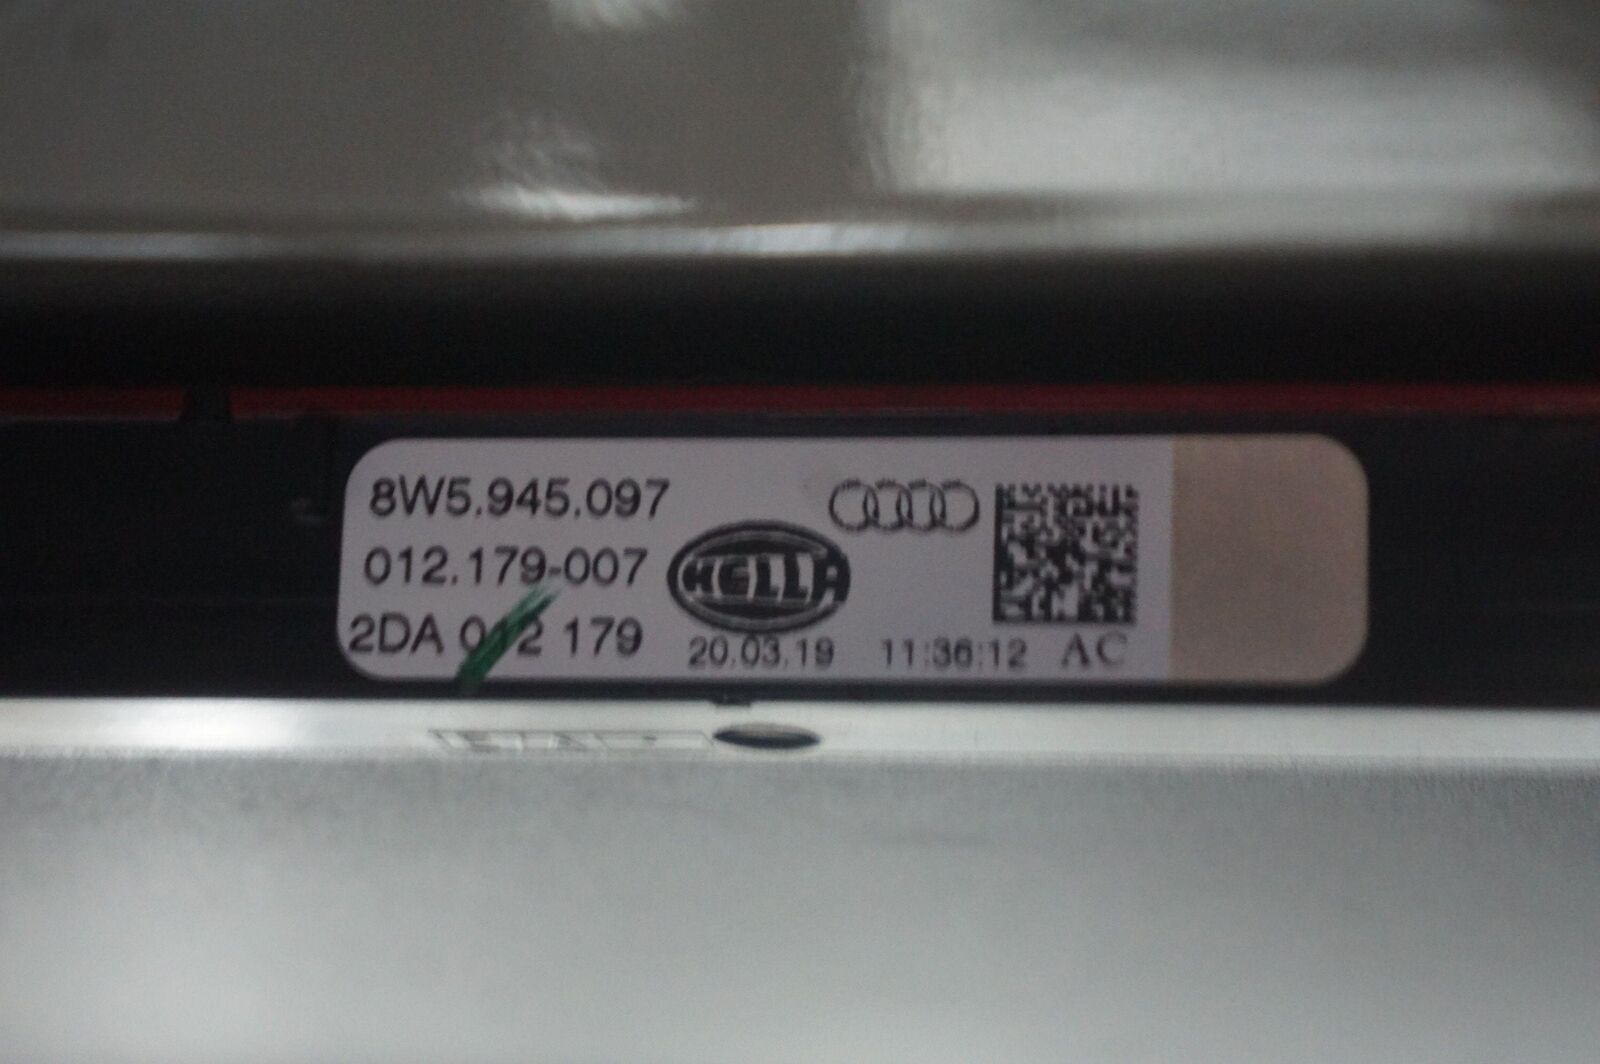 8W5.945.097
012.179-007
HELLA
2DA 012 179
20.03.19 11:36:12 AC